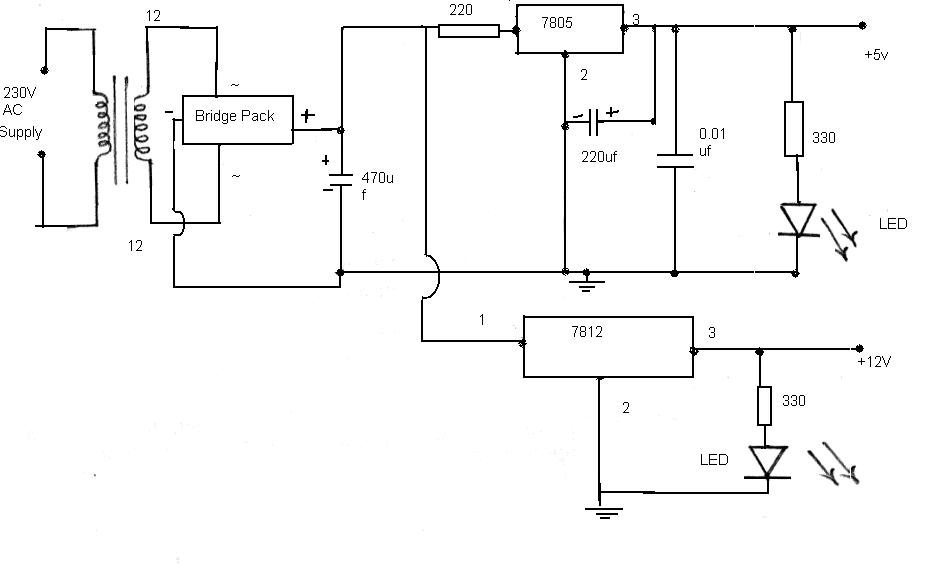 12
220
7805
3
+5v
230V
AC
Supply
~
-
Bridge Pack
+
2
- +
220uf
0.01
uf
330
~
+
-
470u
f
LED
12
1
7812
3
+12V
2
330
LED